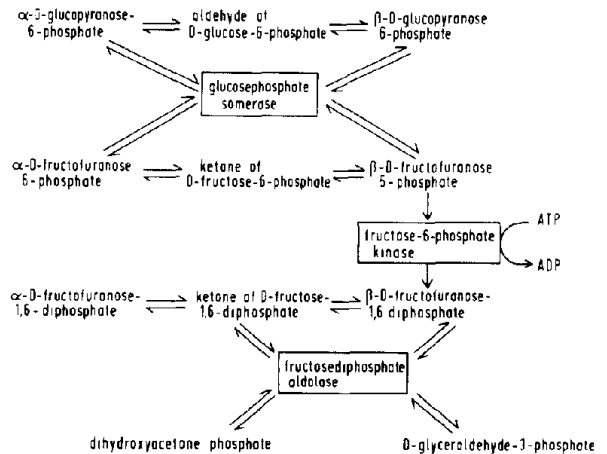 α-D-glucopyranose-
6-phosphate
aldehyde of
D-glucose-6-phosphate
β-D-glucopyranose
6-phosphate
glucosephosphate
somerase
α-D-fructofuranose
6-phosphate
ketone of
D-fructose-6-phosphate
β-D-fructofuranose
5-phosphate
ATP
fructose-6-phosphate
kinase
ADP
α-D-fructofuranose-
1,6-diphosphate
ketone of D-fructose-
1,6-diphosphate
β-D-fructofuranose-
1,6 diphosphate
fructosediphosphate
aldolase
dihydroxyacetone phosphate
D-glyceraldehyde-3-phosphate